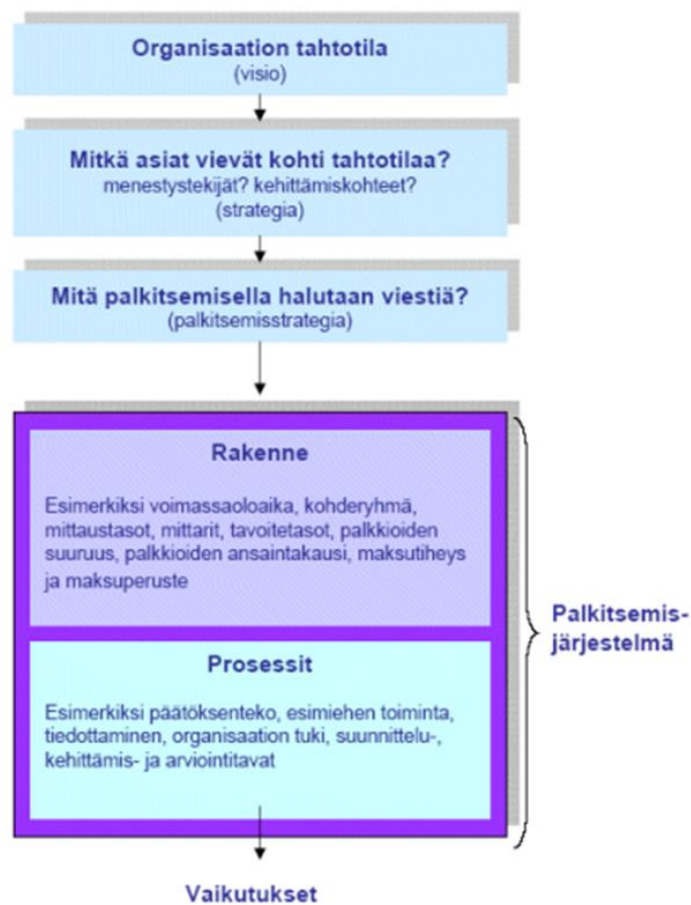 Organisaation tahtotila
(visio)
Mitkä asiat vievät kohti tahtotilaa?
menestystekijät? kehittämiskohteet?
(strategia)
Mitä palkitsemisella halutaan viestiä?
(palkitsemisstrategia)
Rakenne
Esimerkiksi voimassaoloaika, kohderyhmä,
mittaustasot, mittarit, tavoitetasot, palkkioiden
suuruus, palkkioiden ansaintakausi, maksutiheys
ja maksuperuste
Prosessit
Esimerkiksi päätöksenteko, esimiehen toiminta,
tiedottaminen, organisaation tuki, suunnittelu-,
kehittämis- ja arviointitavat
Palkitsemis-
järjestelmä
Vaikutukset